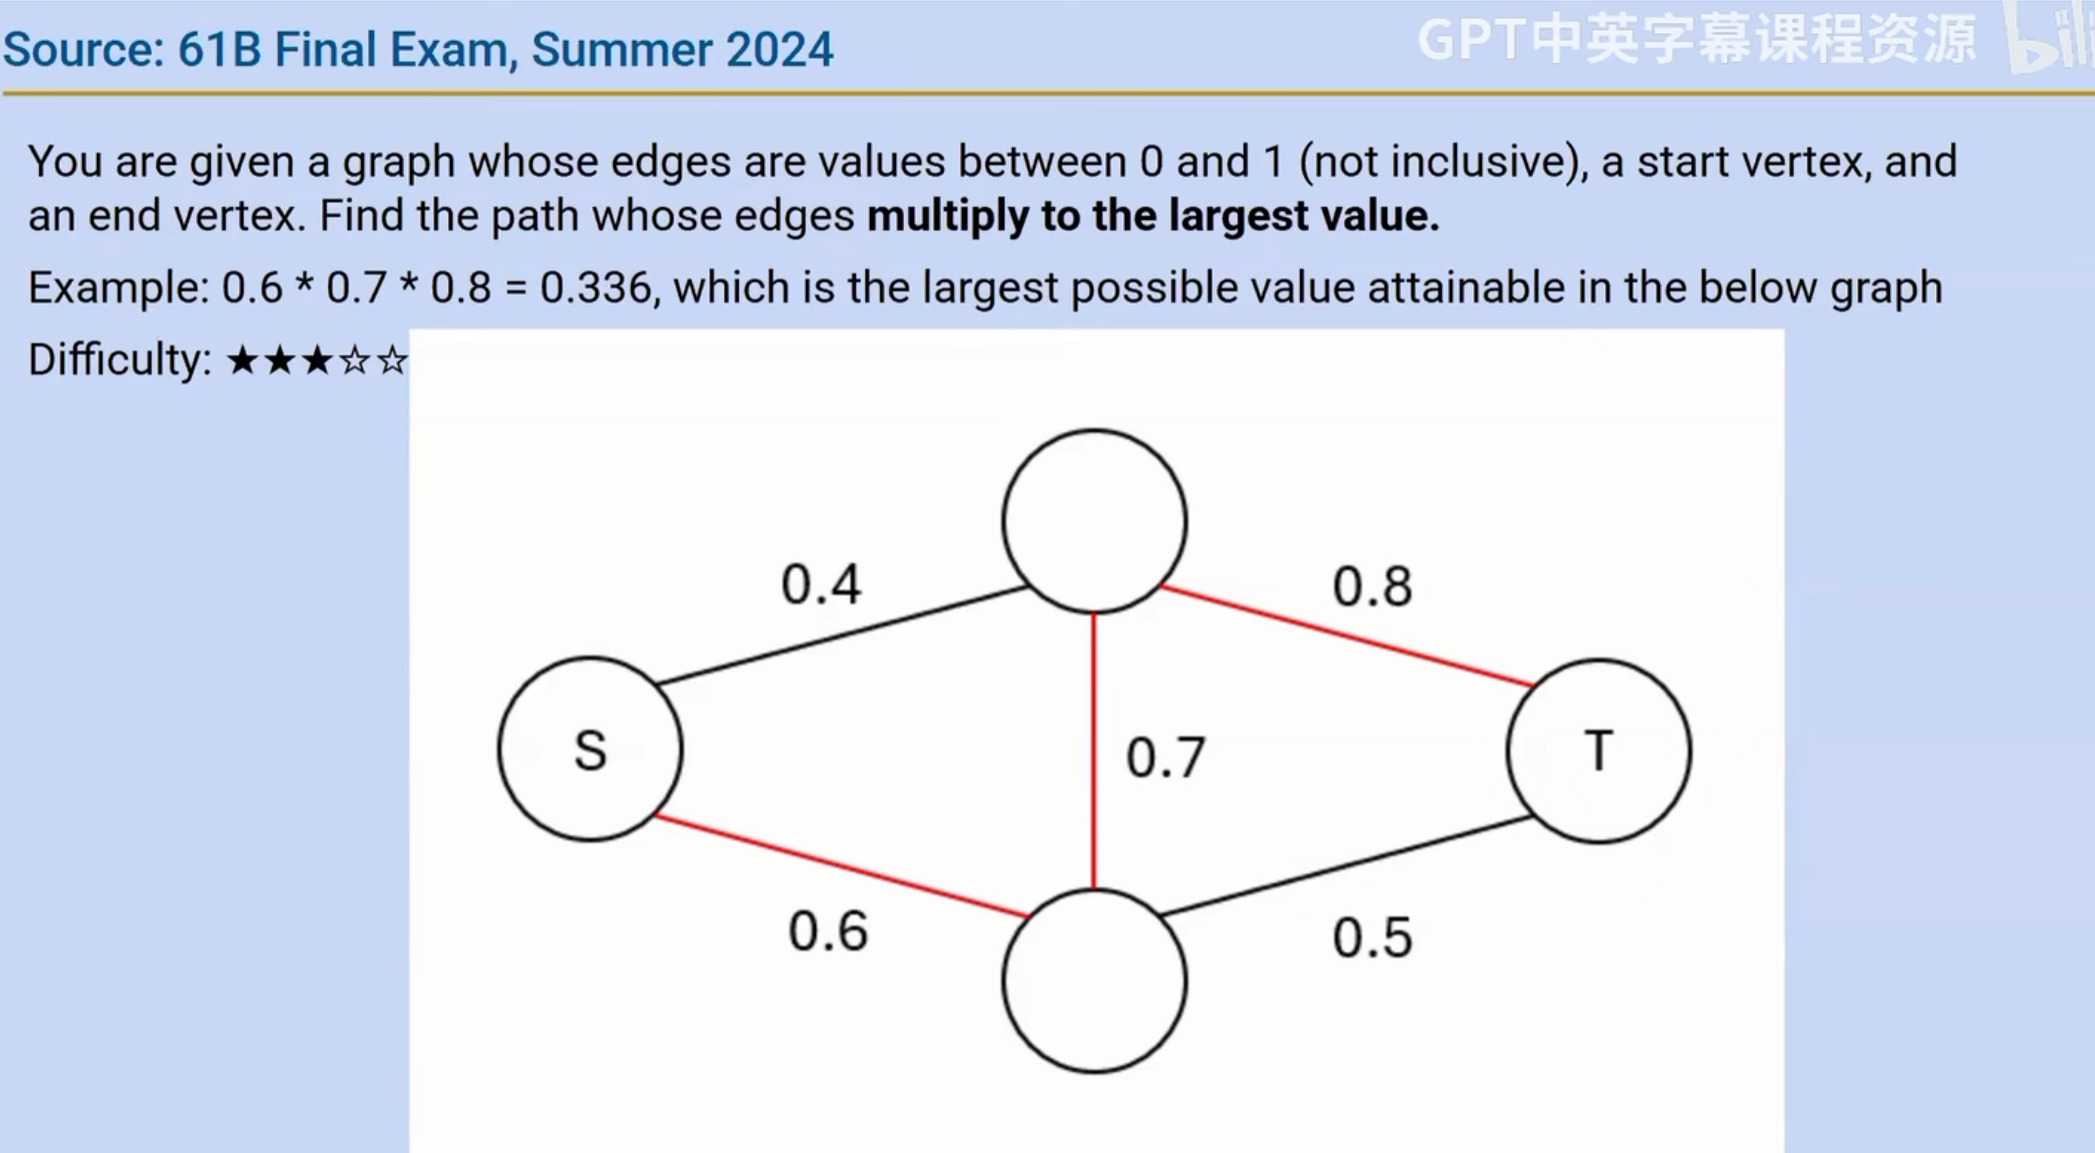 GPT中英字幕课程资源 bili
Source: 61B Final Exam, Summer 2024
You are given a graph whose edges are values between 0 and 1 (not inclusive), a start vertex, and
an end vertex. Find the path whose edges multiply to the largest value.
Example: 0.6 * 0.7 * 0.8 = 0.336, which is the largest possible value attainable in the below graph
Difficulty: ★★★☆☆
0.4
0.8
S
0.7
T
0.6
0.5